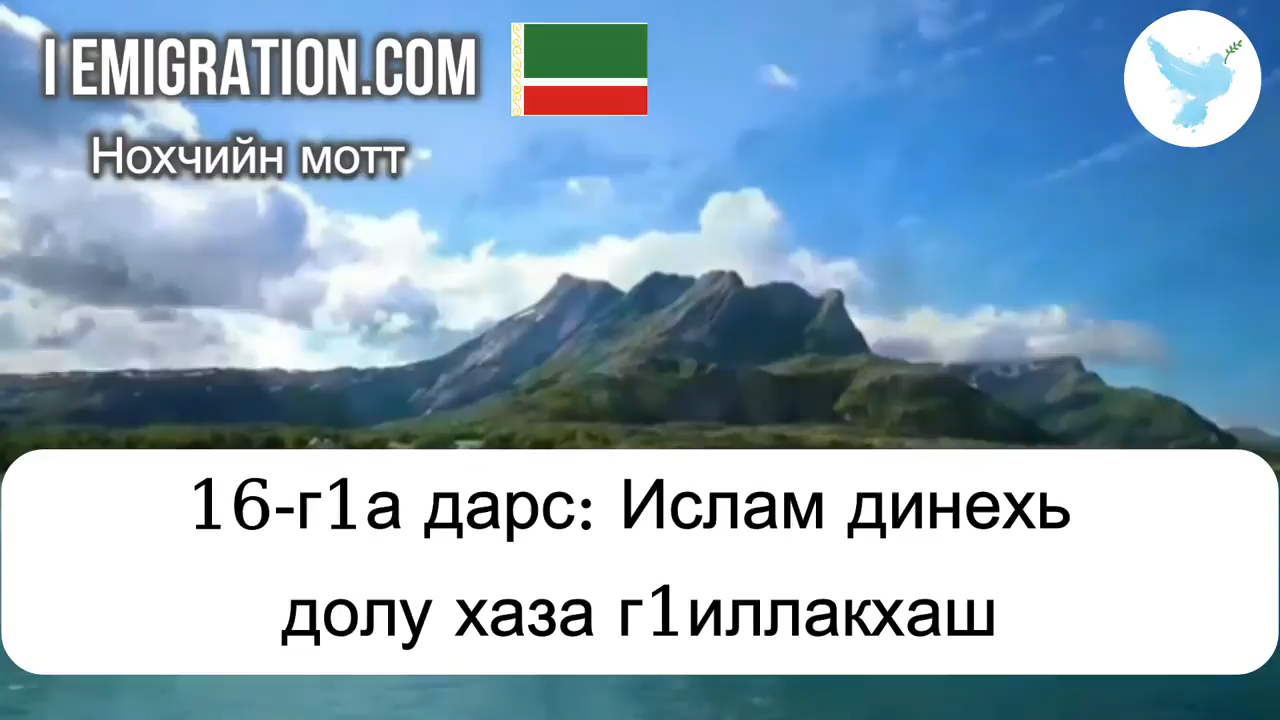 I EMIGRATION.COM
Нохчийн мотт
16-г1а дарс: Ислам динехь
долу хаза г1иллакхаш